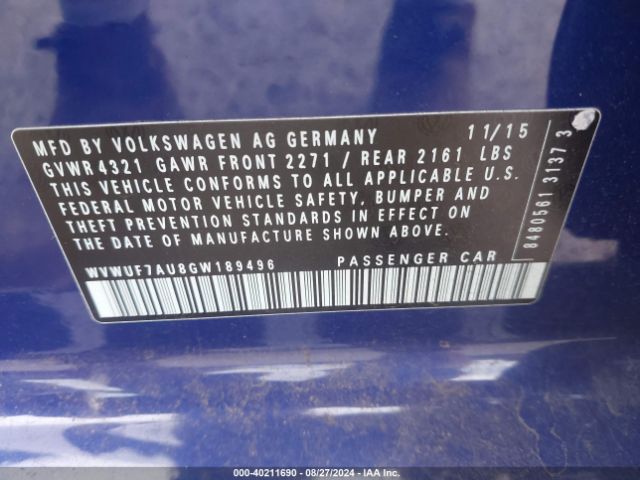 MFD BY VOLKSWAGEN AG GERMANY 11/15
GVWR 4321 GAWR FRONT 2271 / REAR 2161 LBS
THIS VEHICLE CONFORMS TO ALL APPLICABLE U.S.
FEDERAL MOTOR VEHICLE SAFETY, BUMPER AND
THEFT PREVENTION STANDARDS IN EFFECT ON
THE DATE OF MANUFACTURE SHOWN ABOVE.
WVWUF7AU8GW189496 PASSENGER CAR
8480561 3137 3
000-40211690 - 08/27/2024 - IAA Inc.